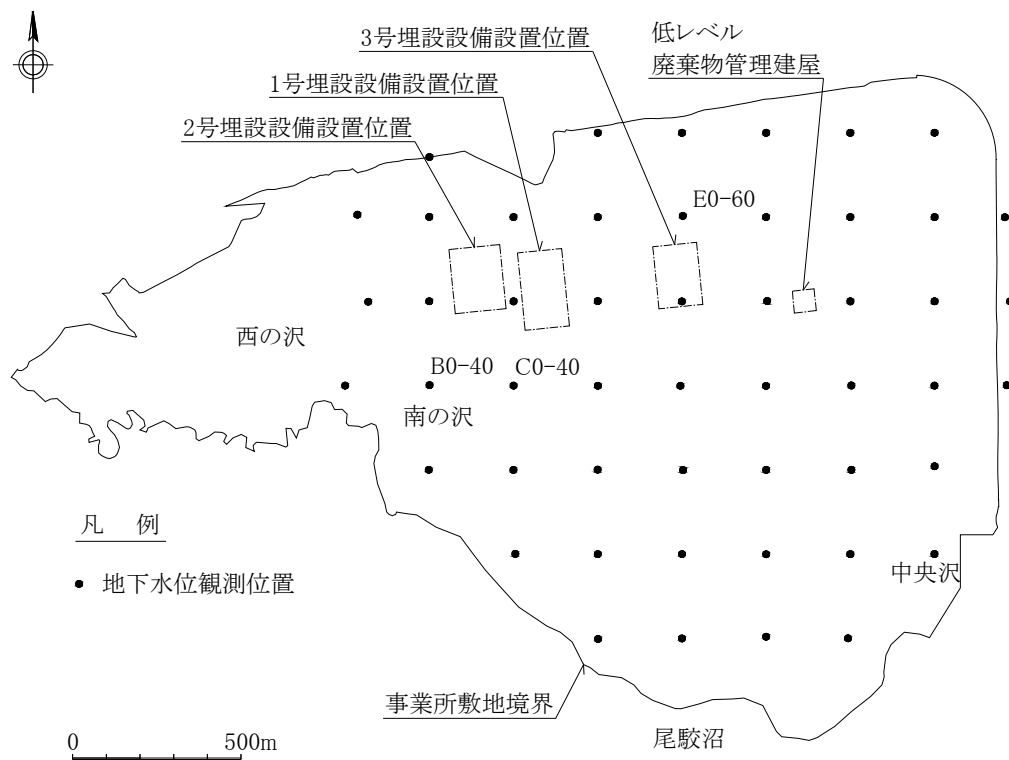 3号埋設設備設置位置
低レベル
廃棄物管理建屋
1号埋設設備設置位置
2号埋設設備設置位置
E0-60
西の沢
B0-40
C0-40
南の沢
凡 例
地下水位観測位置
中央沢
事業所敷地境界
尾駮沼
0
500m